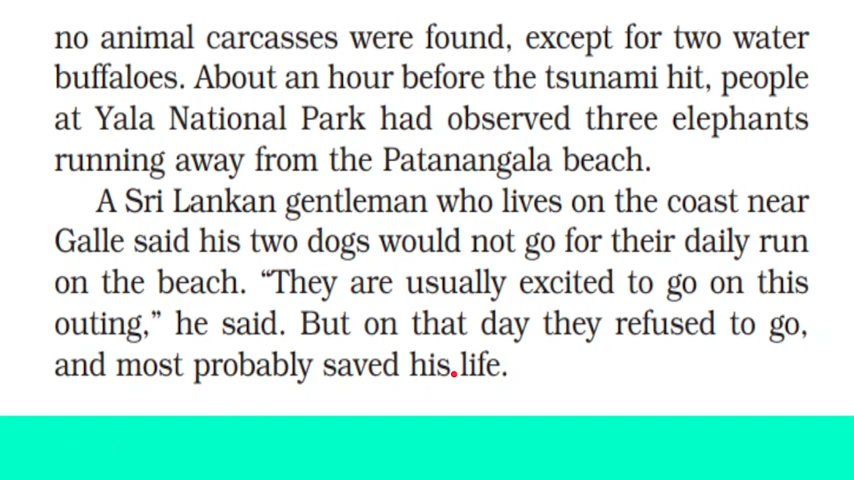 no animal carcasses were found, except for two water
buffaloes. About an hour before the tsunami hit, people
at Yala National Park had observed three elephants
running away from the Patanangala beach.
A Sri Lankan gentleman who lives on the coast near
Galle said his two dogs would not go for their daily run
on the beach. “They are usually excited to go on this
outing,” he said. But on that day they refused to go,
and most probably saved his life.